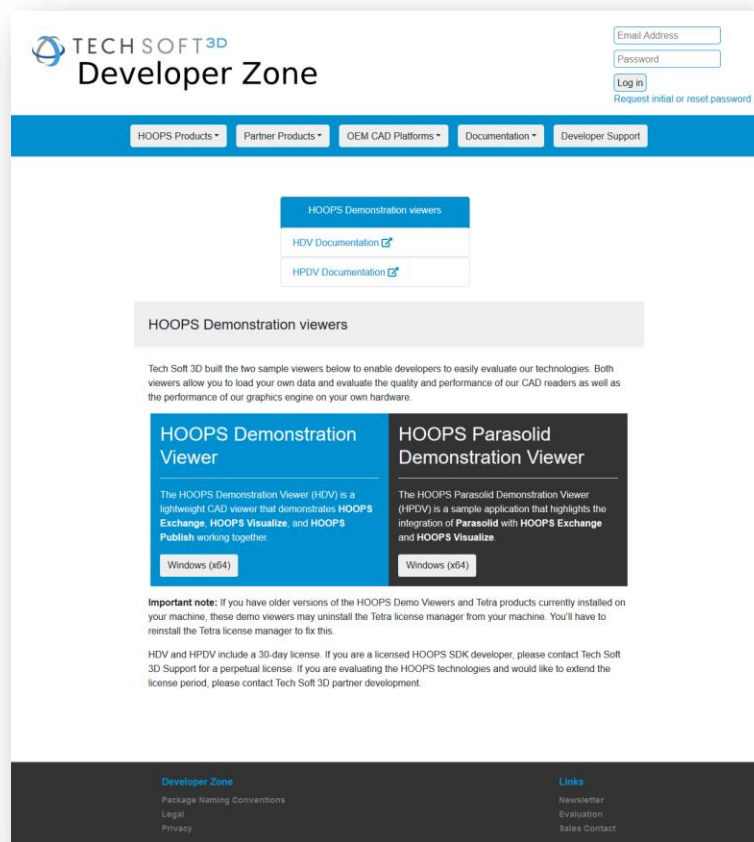 TECH SOFT 3D
Developer Zone
Email Address
Password
Log in
Request initial or reset password
HOOPS Products
Partner Products
OEM CAD Platforms
Documentation
Developer Support
HOOPS Demonstration viewers
HDV Documentation
HPDV Documentation
HOOPS Demonstration viewers
Tech Soft 3D built the two sample viewers below to enable developers to easily evaluate our technologies. Both
viewers allow you to load your own data and evaluate the quality and performance of our CAD readers as well as
the performance of our graphics engine on your own hardware.
HOOPS Demonstration
Viewer
The HOOPS Demonstration Viewer (HDV) is a
lightweight CAD viewer that demonstrates HOOPS
Exchange, HOOPS Visualize, and HOOPS
Publish working together.
Windows (x64)
HOOPS Parasolid
Demonstration Viewer
The HOOPS Parasolid Demonstration Viewer
(HPDV) is a sample application that highlights the
integration of Parasolid with HOOPS Exchange
and HOOPS Visualize.
Windows (x64)
Important note: If you have older versions of the HOOPS Demo Viewers and Tetra products currently installed on
your machine, these demo viewers may uninstall the Tetra license manager from your machine. You'll have to
reinstall the Tetra license manager to fix this.
HDV and HPDV include a 30-day license. If you are a licensed HOOPS SDK developer, please contact Tech Soft
3D Support for a perpetual license. If you are evaluating the HOOPS technologies and would like to extend the
license period, please contact Tech Soft 3D partner development.
Developer Zone
Package Naming Conventions
Legal
Privacy
Links
Newsletter
Evaluation
Sales Contact